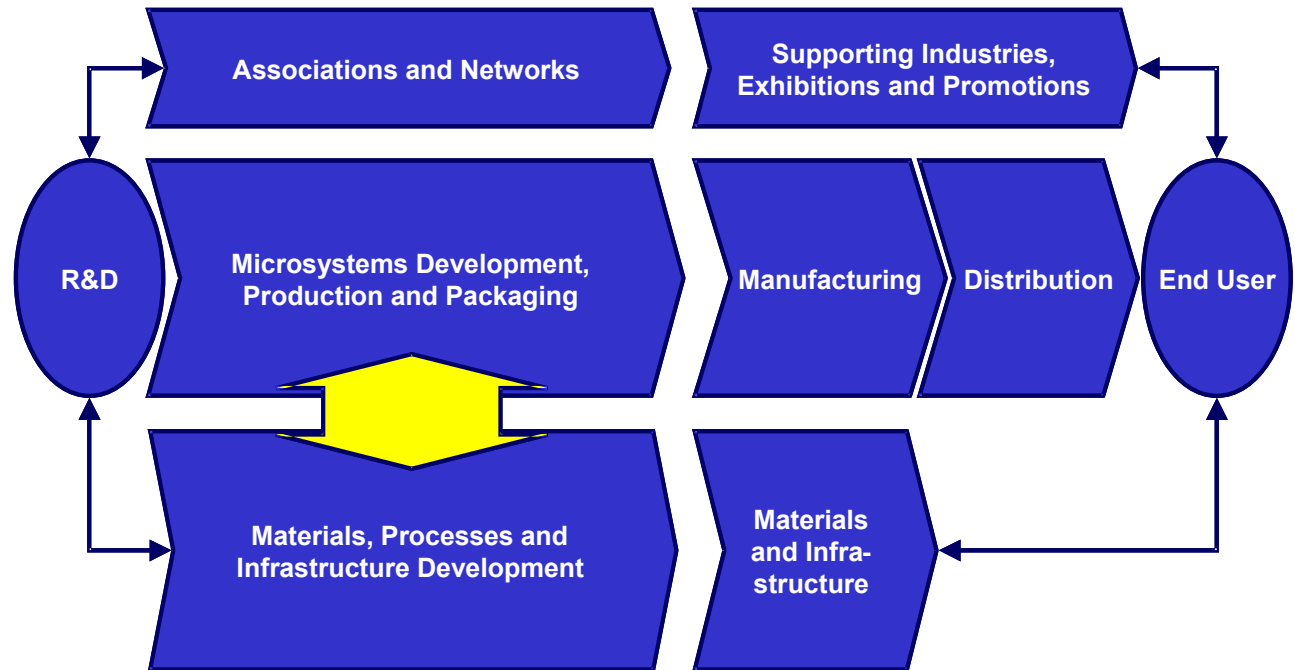 Associations and Networks
Supporting Industries,
Exhibitions and Promotions
R&D
Microsystems Development,
Production and Packaging
Manufacturing
Distribution
End User
Materials, Processes and
Infrastructure Development
Materials
and Infra-
structure